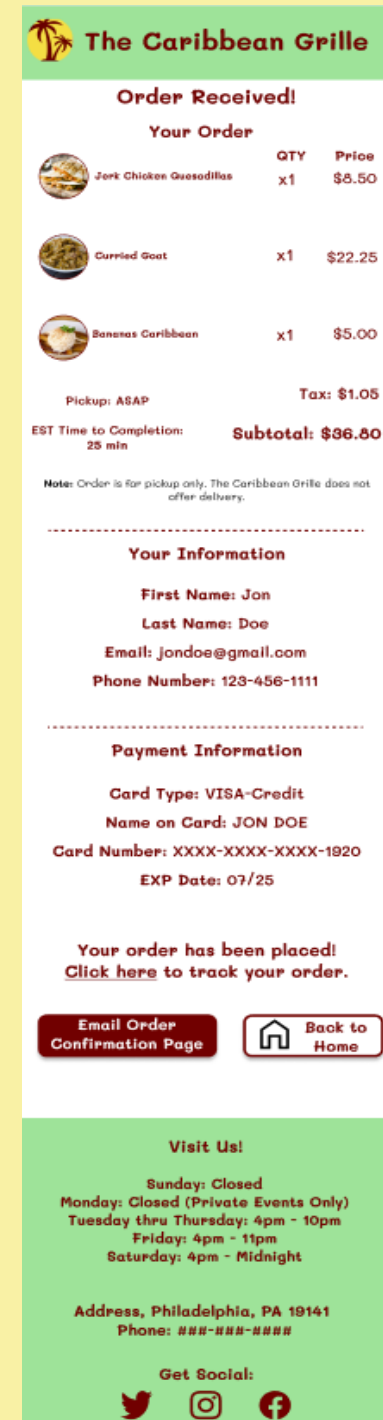 The Caribbean Grille
Order Received!
Your Order
QTY Price
Jerk Chicken Quesadillas x1 $8.50
Curried Goat x1 $22.25
Bananas Caribbean x1 $5.00
Tax: $1.05
Pickup: ASAP
EST Time to Completion:
25 min
Subtotal: $36.80
Note: Order is for pickup only. The Caribbean Grille does not
offer delivery.
Your Information
First Name: Jon
Last Name: Doe
Email: jondoe@gmail.com
Phone Number: 123-456-1111
Payment Information
Card Type: VISA-Credit
Name on Card: JON DOE
Card Number: XXXX-XXXX-XXXX-1920
EXP Date: 07/25
Your order has been placed!
Click here to track your order.
Email Order
Confirmation Page
Back to
Home
Visit Us!
Sunday: Closed
Monday: Closed (Private Events Only)
Tuesday thru Thursday: 4pm - 10pm
Friday: 4pm - 11pm
Saturday: 4pm - Midnight
Address, Philadelphia, PA 19141
Phone: ###-###-####
Get Social: